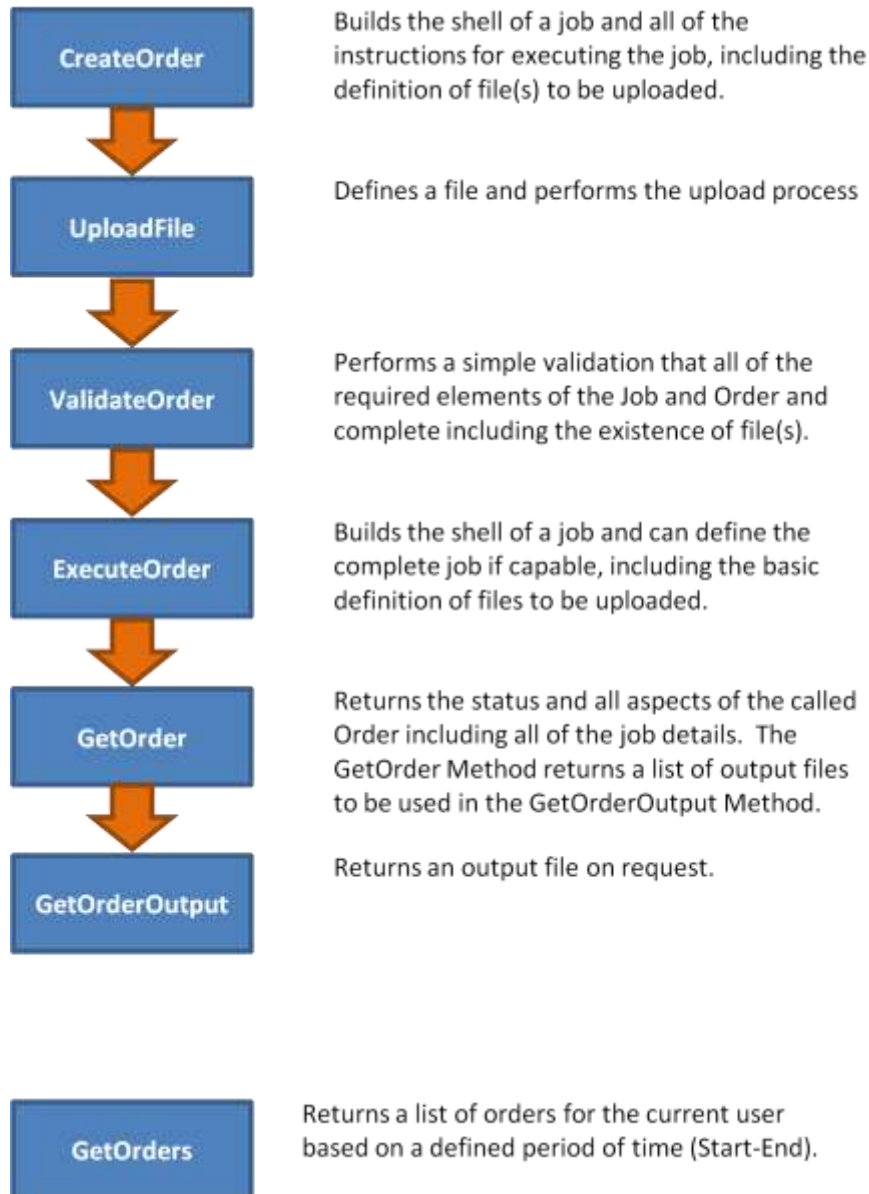 CreateOrder
Builds the shell of a job and all of the
instructions for executing the job, including the
definition of file(s) to be uploaded.
UploadFile
Defines a file and performs the upload process
ValidateOrder
Performs a simple validation that all of the
required elements of the Job and Order and
complete including the existence of file(s).
ExecuteOrder
Builds the shell of a job and can define the
complete job if capable, including the basic
definition of files to be uploaded.
GetOrder
Returns the status and all aspects of the called
Order including all of the job details.  The
GetOrder Method returns a list of output files
to be used in the GetOrderOutput Method.
GetOrderOutput
Returns an output file on request.
GetOrders
Returns a list of orders for the current user
based on a defined period of time (Start-End).